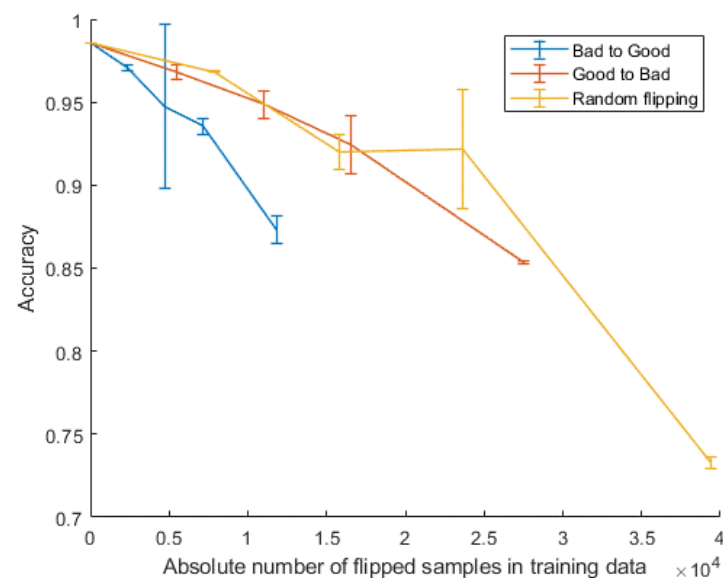 1
0.95
0.9
0.85
0.8
0.75
0.7
Accuracy
Bad to Good
Good to Bad
Random flipping
0 0.5 1 1.5 2 2.5 3 3.5 4
×10⁴
Absolute number of flipped samples in training data